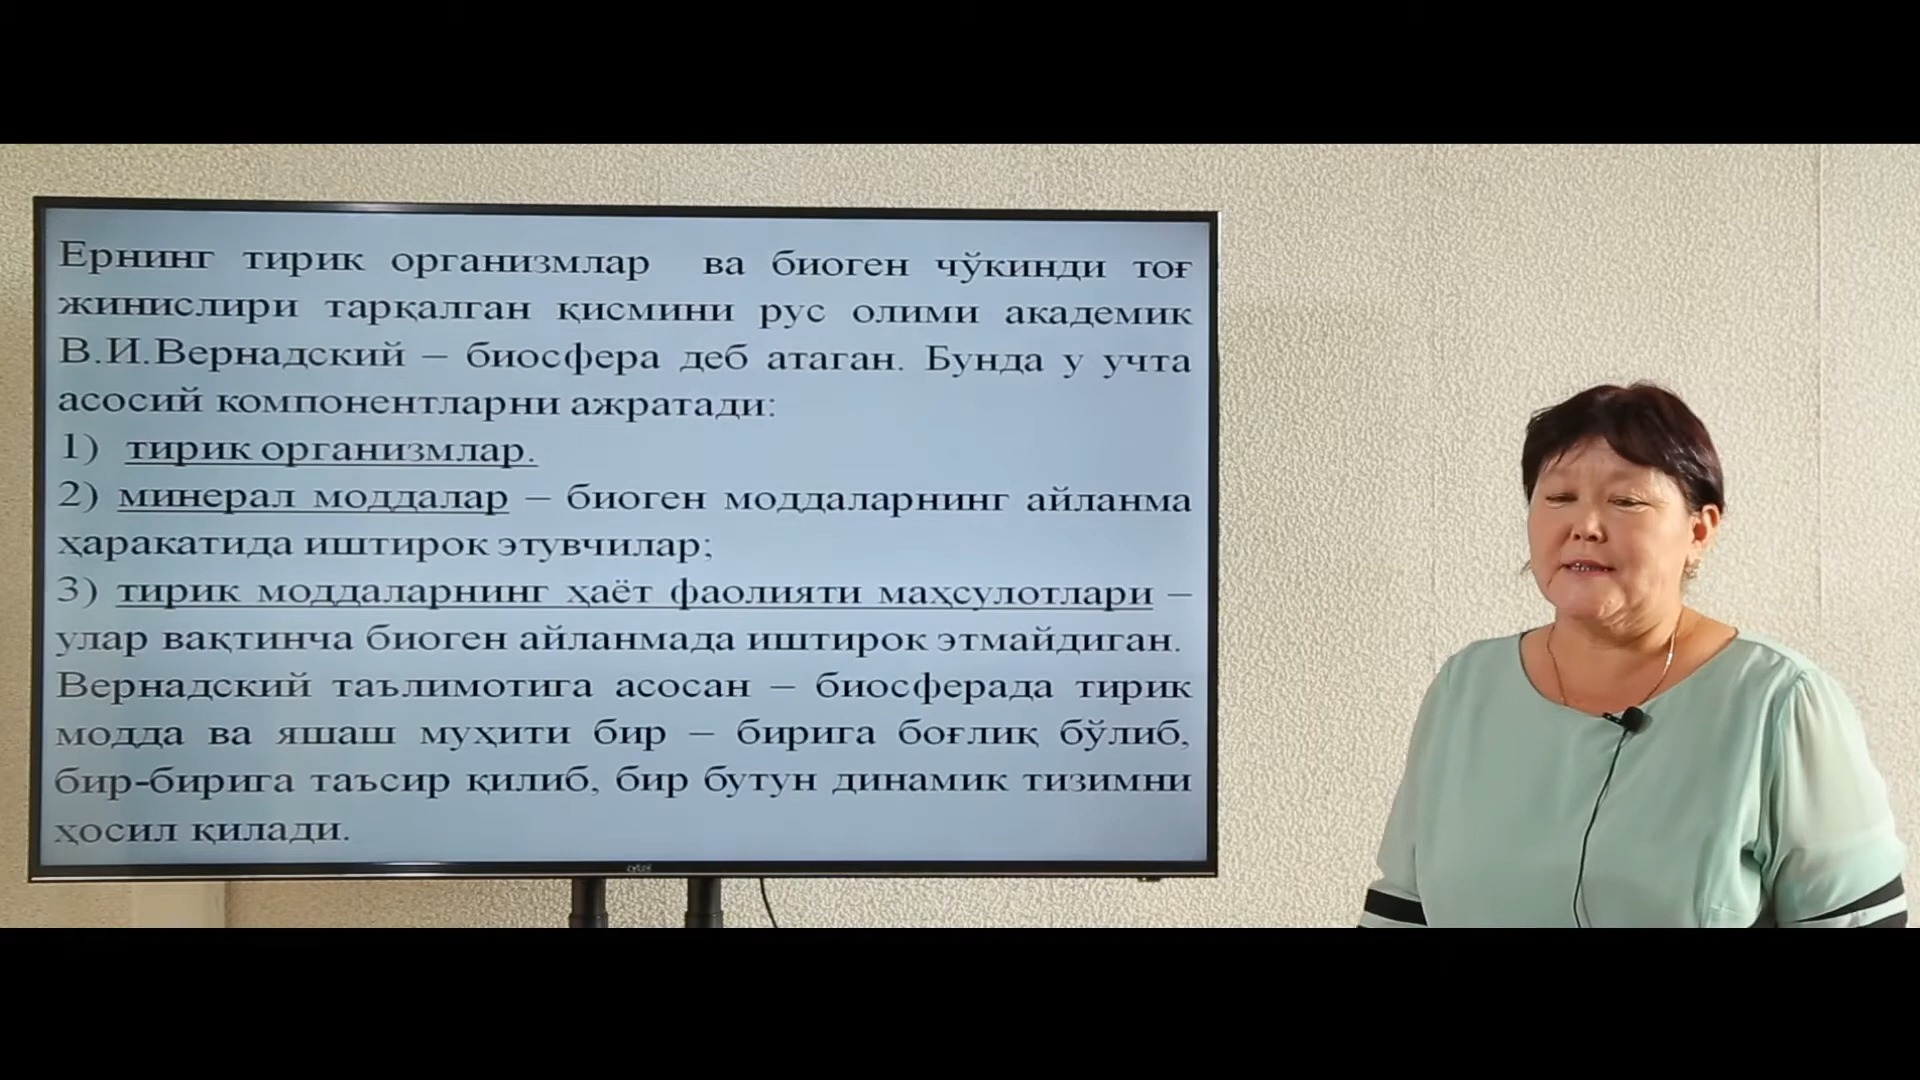 Ернинг тирик организмлар ва биоген чўкинди тоғ
жинислири тарқалган қисмини рус олими академик
В.И.Вернадский – биосфера деб атаган. Бунда у учта
асосий компонентларни ажратади:
1) тирик организмлар.
2) минерал моддалар – биоген моддаларнинг айланма
ҳаракатида иштирок этувчилар;
3) тирик моддаларнинг ҳаёт фаолияти маҳсулотлари –
улар вақтинча биоген айланмада иштирок этмайдиган.
Вернадский таълимотига асосан – биосферада тирик
модда ва яшаш муҳити бир – бирига боғлиқ бўлиб,
бир-бирига таъсир қилиб, бир бутун динамик тизимни
ҳосил қилади.